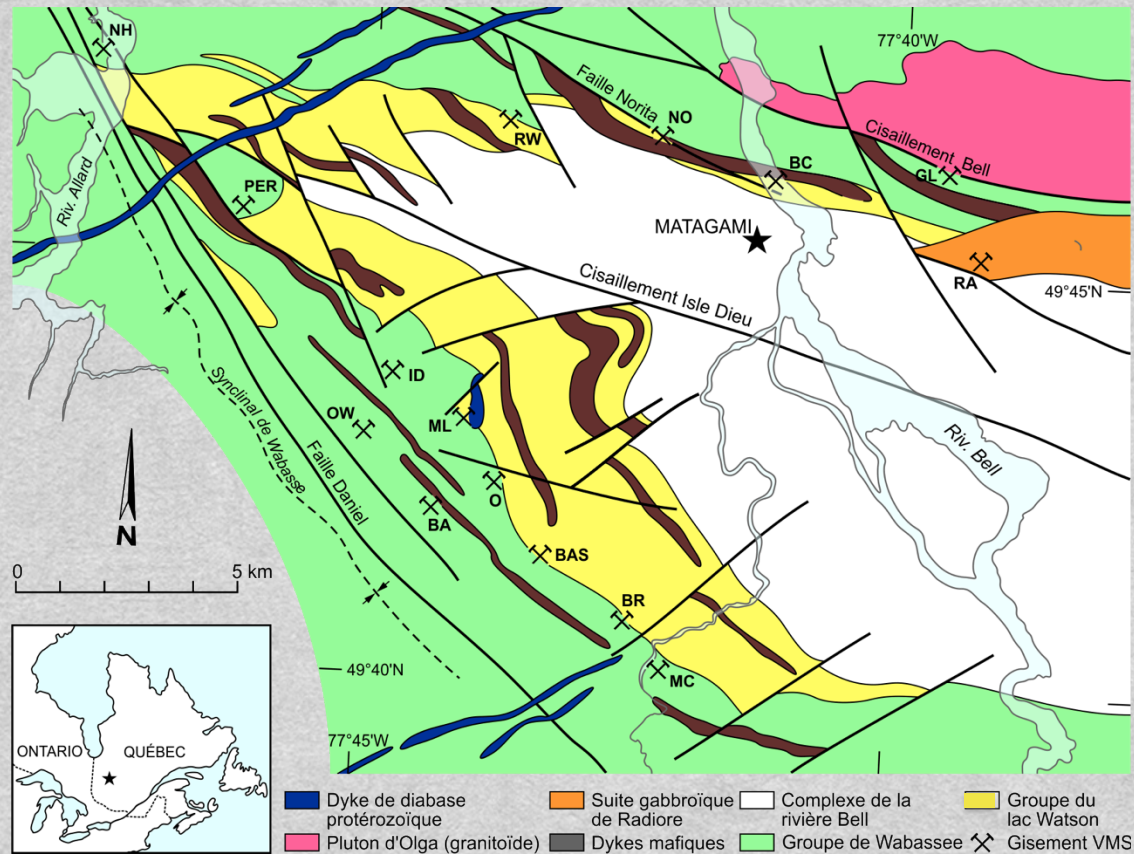 NH
77°40'W
Faille Norita
NO
RW
Cisaillement Bell
BC
GL
PER
Riv. Allard
MATAGAMI
RA
49°45'N
Cisaillement Isle Dieu
ID
Synclinal de Wabasse
OW
ML
Riv. Bell
Faille Daniel
O
BA
N
BAS
0 5 km
BR
49°40'N
MC
77°45'W
ONTARIO QUÉBEC
Dyke de diabase
protérozoïque
Pluton d'Olga (granitoïde)
Suite gabbroïque
de Radiore
Dykes mafiques
Complexe de la
rivière Bell
Groupe de Wabassee
Groupe du
lac Watson
Gisement VMS